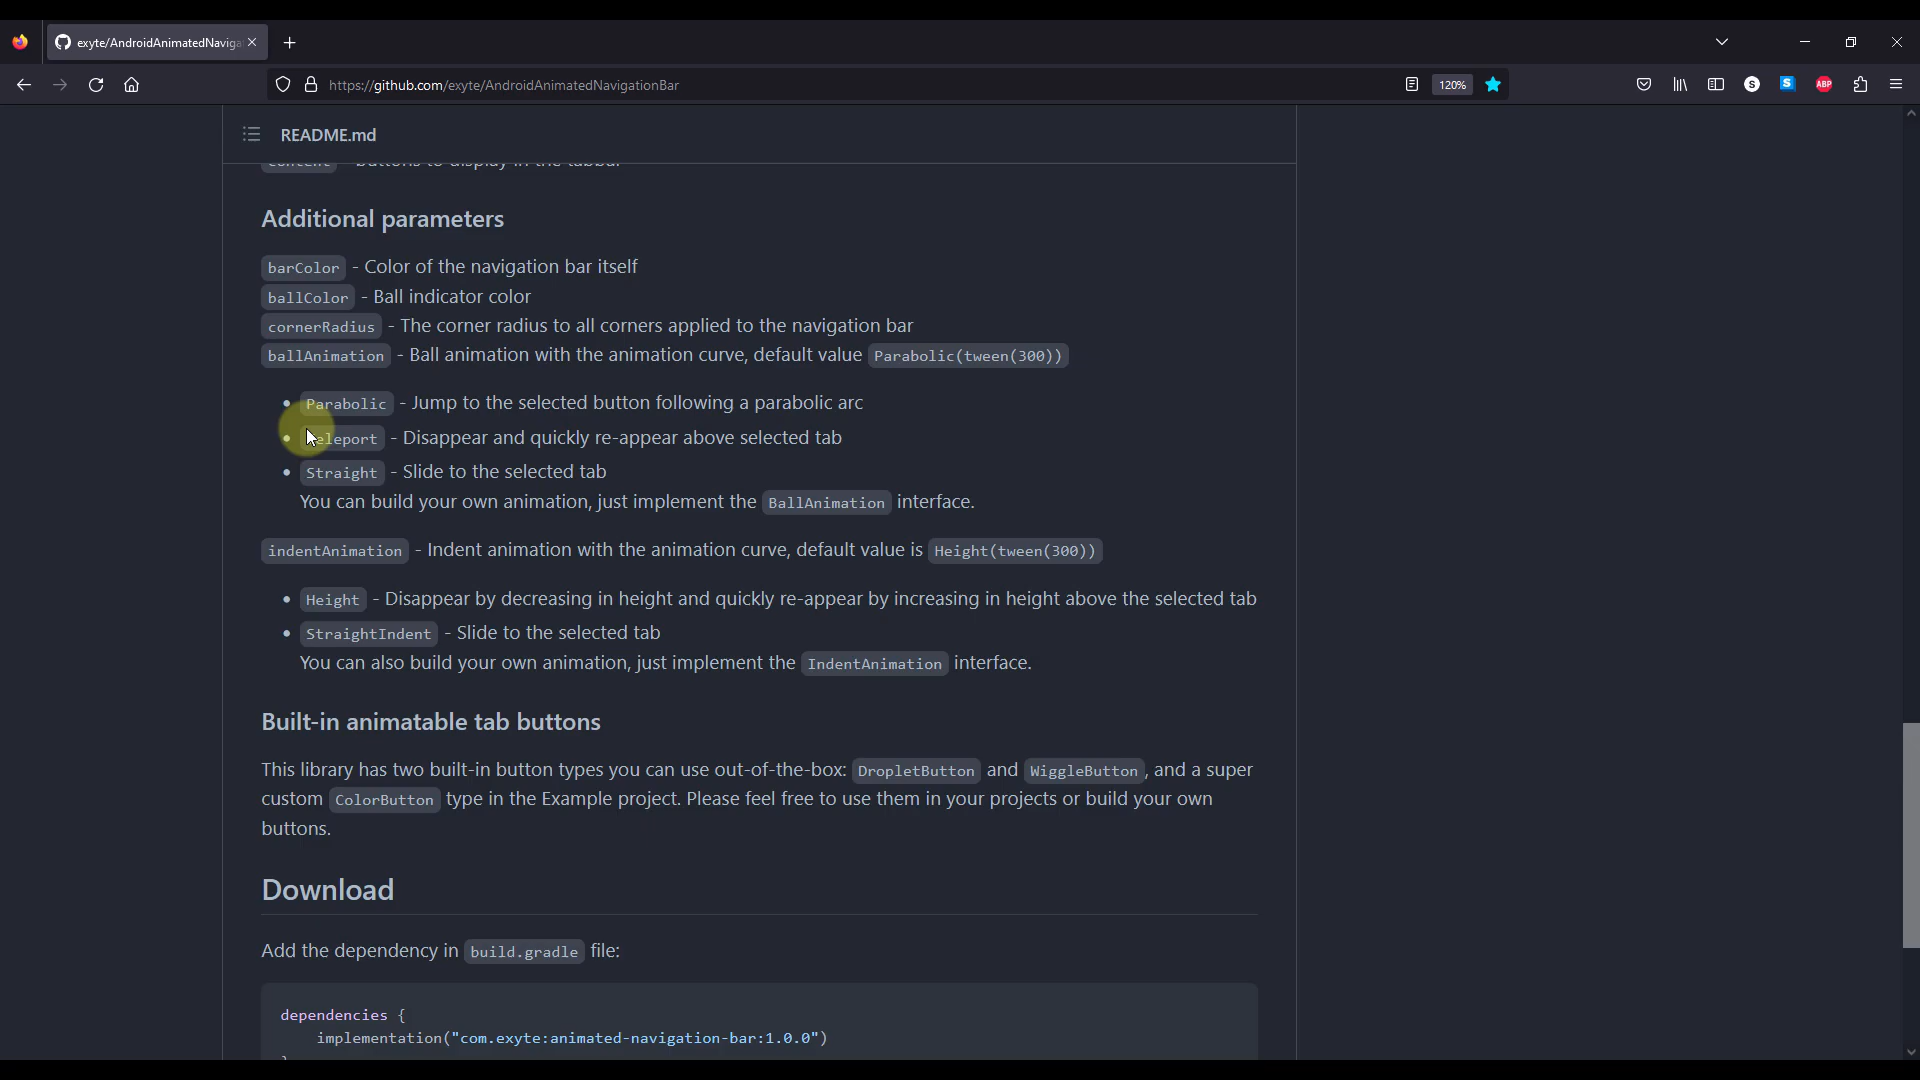 exyte/AndroidAnimatedNaviga
https://github.com/exyte/AndroidAnimatedNavigationBar
120%
S
S
ABP
README.md
content - buttons to display in the tabbar
Additional parameters
barColor - Color of the navigation bar itself
ballColor - Ball indicator color
cornerRadius - The corner radius to all corners applied to the navigation bar
ballAnimation - Ball animation with the animation curve, default value Parabolic(tween(300))
• Parabolic - Jump to the selected button following a parabolic arc
• Teleport - Disappear and quickly re-appear above selected tab
• Straight - Slide to the selected tab
You can build your own animation, just implement the BallAnimation interface.
indentAnimation - Indent animation with the animation curve, default value is Height(tween(300))
• Height - Disappear by decreasing in height and quickly re-appear by increasing in height above the selected tab
• StraightIndent - Slide to the selected tab
You can also build your own animation, just implement the IndentAnimation interface.
Built-in animatable tab buttons
This library has two built-in button types you can use out-of-the-box: DropletButton and WiggleButton, and a super
custom ColorButton type in the Example project. Please feel free to use them in your projects or build your own
buttons.
Download
Add the dependency in build.gradle file:
dependencies {
implementation("com.exyte:animated-navigation-bar:1.0.0")
}